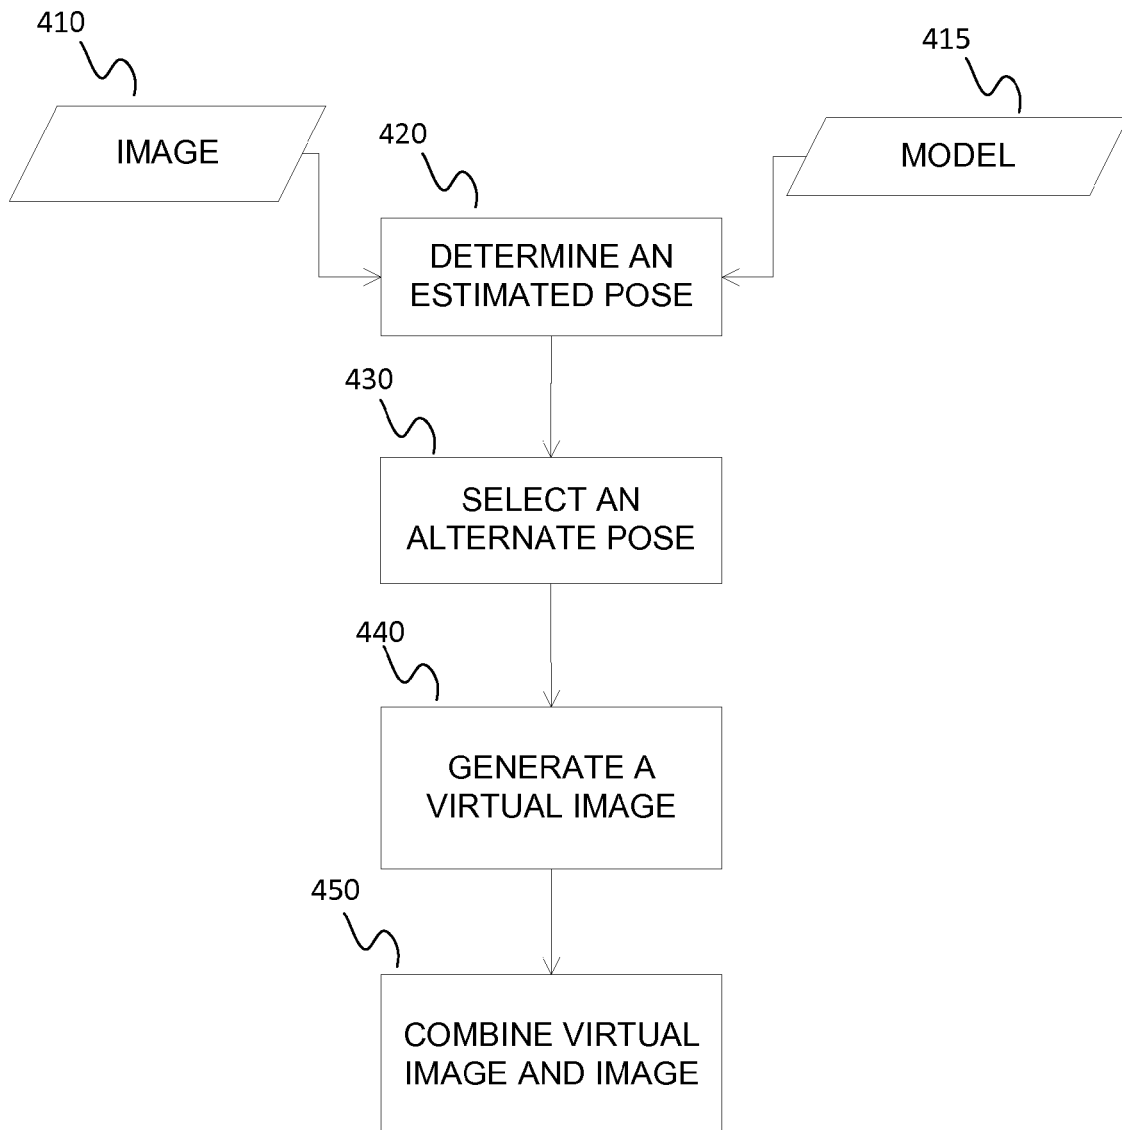 410
415
IMAGE
420
MODEL
DETERMINE AN
ESTIMATED POSE
430
SELECT AN
ALTERNATE POSE
440
GENERATE A
VIRTUAL IMAGE
450
COMBINE VIRTUAL
IMAGE AND IMAGE